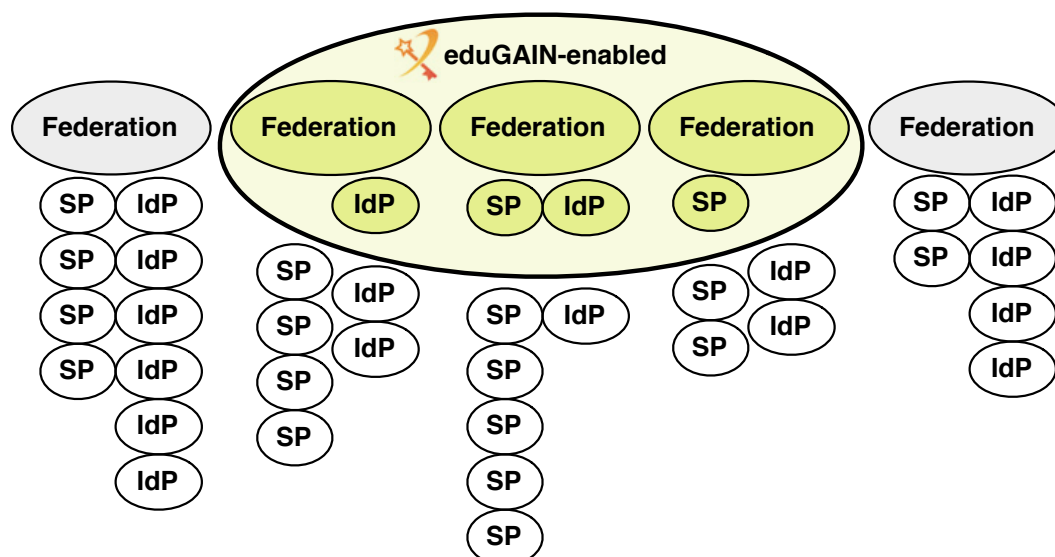 eduGAIN-enabled
Federation Federation Federation Federation Federation
SP IdP IdP SP IdP SP SP IdP
SP IdP SP IdP SP IdP SP IdP
SP IdP SP IdP SP IdP SP IdP IdP
SP IdP SP IdP SP SP IdP IdP
IdP SP SP
IdP SP
SP